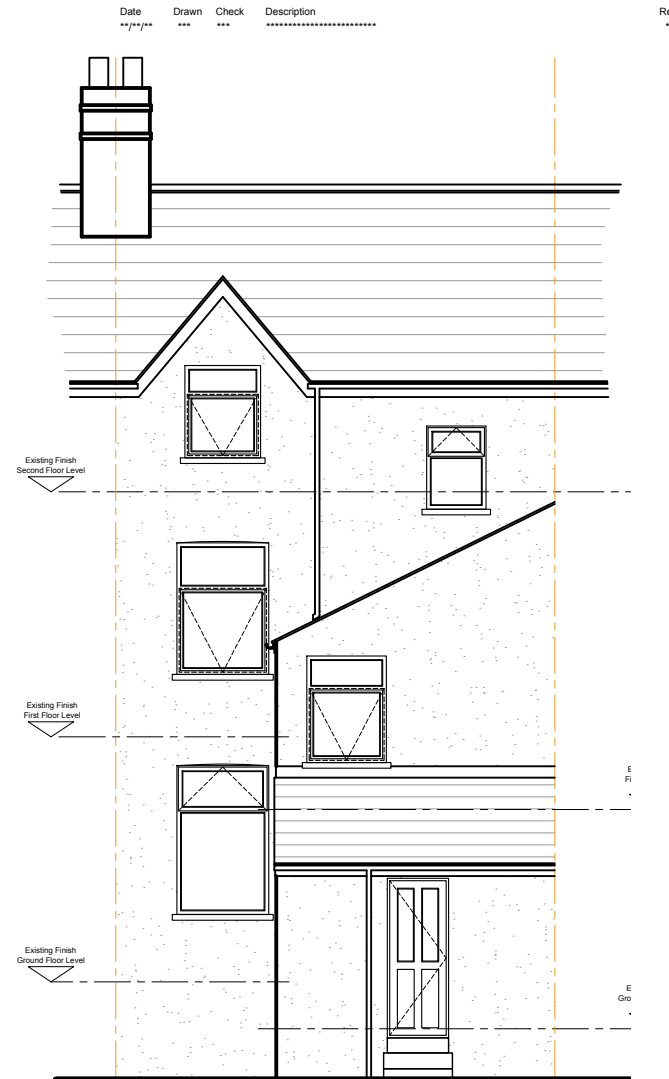 Date Drawn Check Description
**/**/** *** *** *************************
Existing Finish
Second Floor Level
Existing Finish
First Floor Level
Existing Finish
Ground Floor Level